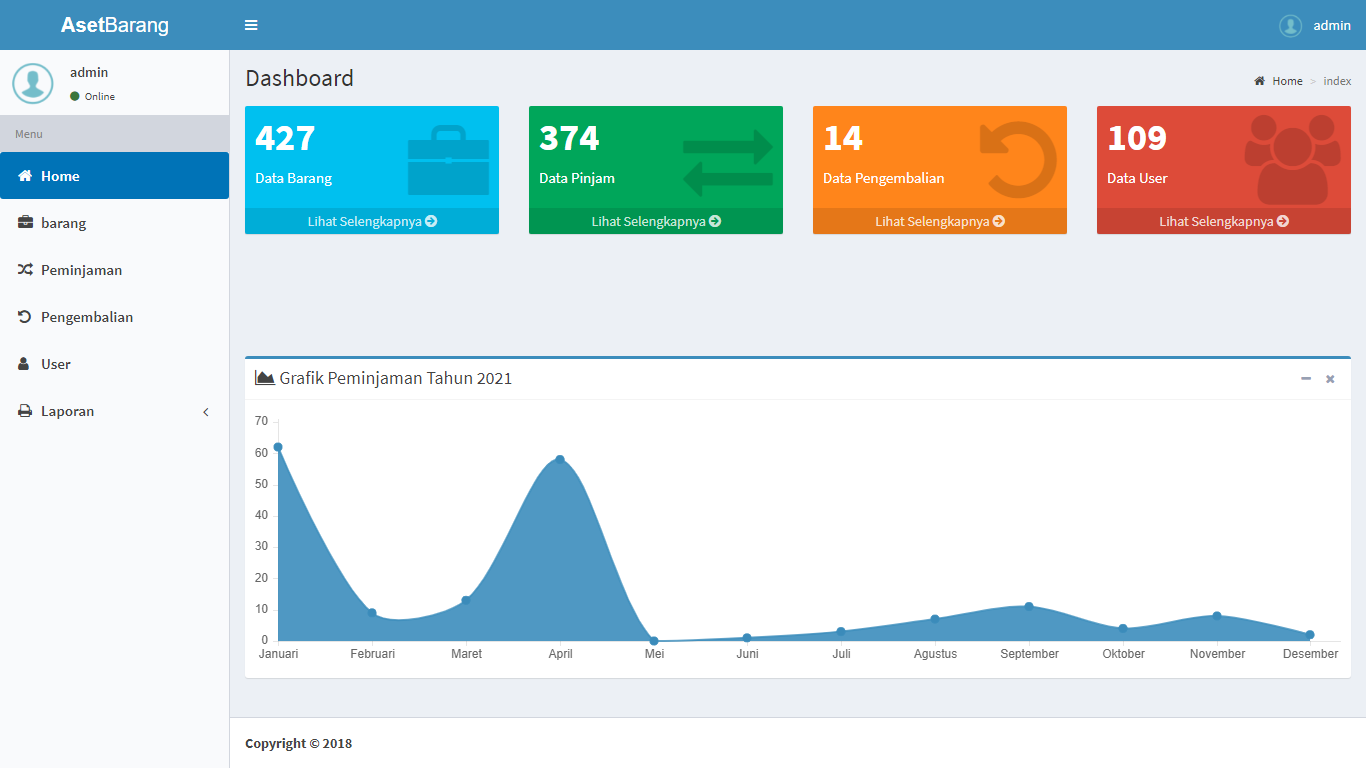 AsetBarang
admin
admin
Online
Menu
Home
barang
Peminjaman
Pengembalian
User
Laporan
Dashboard
Home > index
427
Data Barang
Lihat Selengkapnya
374
Data Pinjam
Lihat Selengkapnya
14
Data Pengembalian
Lihat Selengkapnya
109
Data User
Lihat Selengkapnya
Grafik Peminjaman Tahun 2021
70
60
50
40
30
20
10
0
Januari Februari Maret April Mei Juni Juli Agustus September Oktober November Desember
Copyright © 2018